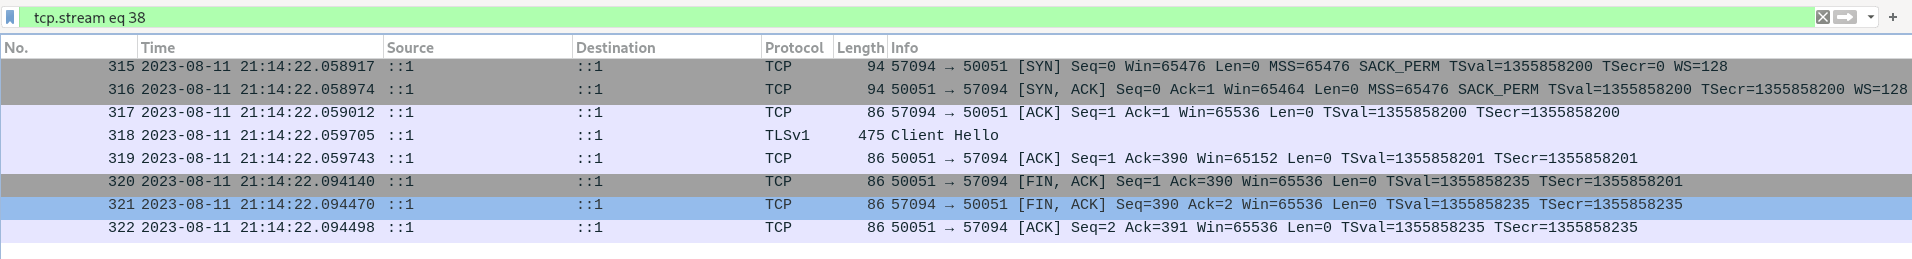 tcp.stream eq 38
No. Time Source Destination Protocol Length Info
315 2023-08-11 21:14:22.058917 ::1 ::1 TCP 94 57094 → 50051 [SYN] Seq=0 Win=65476 Len=0 MSS=65476 SACK_PERM TSval=1355858200 TSecr=0 WS=128
316 2023-08-11 21:14:22.058974 ::1 ::1 TCP 94 50051 → 57094 [SYN, ACK] Seq=0 Ack=1 Win=65464 Len=0 MSS=65476 SACK_PERM TSval=1355858200 TSecr=1355858200 WS=128
317 2023-08-11 21:14:22.059012 ::1 ::1 TCP 86 57094 → 50051 [ACK] Seq=1 Ack=1 Win=65536 Len=0 TSval=1355858200 TSecr=1355858200
318 2023-08-11 21:14:22.059705 ::1 ::1 TLSv1 475 Client Hello
319 2023-08-11 21:14:22.059743 ::1 ::1 TCP 86 50051 → 57094 [ACK] Seq=1 Ack=390 Win=65152 Len=0 TSval=1355858201 TSecr=1355858201
320 2023-08-11 21:14:22.094140 ::1 ::1 TCP 86 50051 → 57094 [FIN, ACK] Seq=1 Ack=390 Win=65536 Len=0 TSval=1355858235 TSecr=1355858201
321 2023-08-11 21:14:22.094470 ::1 ::1 TCP 86 57094 → 50051 [FIN, ACK] Seq=390 Ack=2 Win=65536 Len=0 TSval=1355858235 TSecr=1355858235
322 2023-08-11 21:14:22.094498 ::1 ::1 TCP 86 50051 → 57094 [ACK] Seq=2 Ack=391 Win=65536 Len=0 TSval=1355858235 TSecr=1355858235